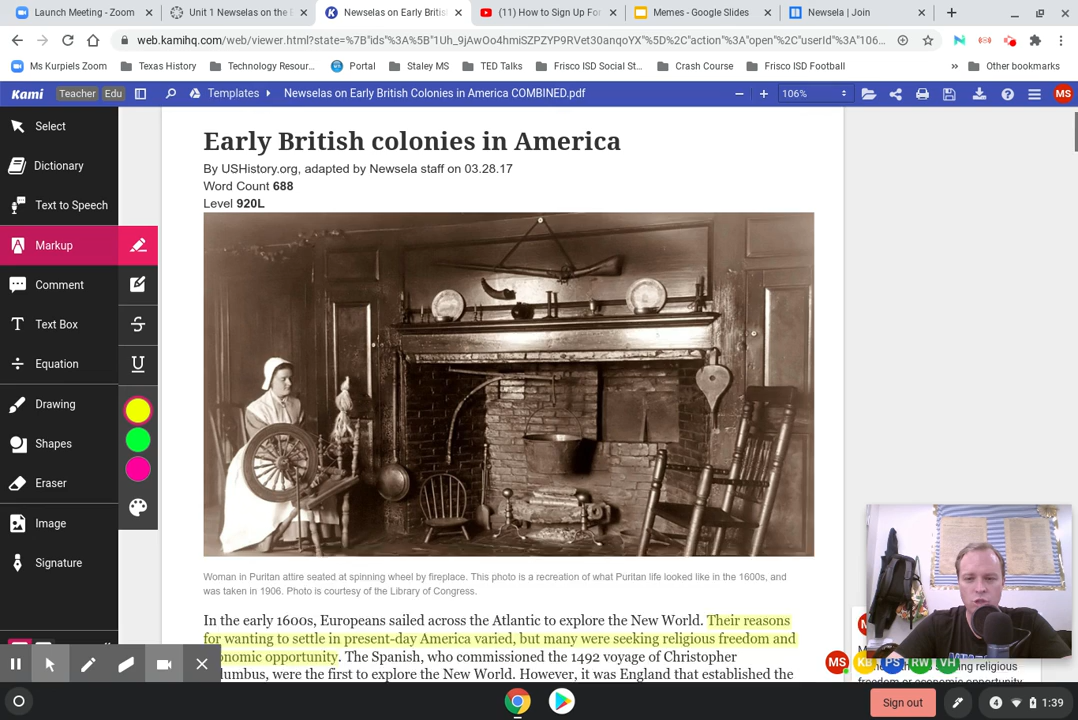 Launch Meeting - Zoom
Unit 1 Newselas on the
Newselas on Early Britis
(11) How to Sign Up For
Memes - Google Slides
Newsela | Join
web.kamihq.com/web/viewer.html?state=%7B"ids"%3A%5B"1Uh_9jAwOo4hmiSZPZYP9RVet30anqoYX"%5D%2C"action"%3A"open"%2C"userId"%3A"106...
Ms Kurpiels Zoom
Texas History
Technology Resour...
Portal
Staley MS
TED Talks
Frisco ISD Social St...
Crash Course
Frisco ISD Football
»
Other bookmarks
Kami
Teacher
Edu
Templates
Newselas on Early British Colonies in America COMBINED.pdf
106%
MS
Select
Dictionary
Text to Speech
Markup
Comment
Text Box
Equation
Drawing
Shapes
Eraser
Image
Signature
Early British colonies in America
By USHistory.org, adapted by Newsela staff on 03.28.17
Word Count 688
Level 920L
Woman in Puritan attire seated at spinning wheel by fireplace. This photo is a recreation of what Puritan life looked like in the 1600s, and
was taken in 1906. Photo is courtesy of the Library of Congress.
In the early 1600s, Europeans sailed across the Atlantic to explore the New World. Their reasons
for wanting to settle in present-day America varied, but many were seeking religious freedom and
opportunity. The Spanish, who commissioned the 1492 voyage of Christopher
were the first to explore the New World. However, it was England that established the
MS
KB
PS
RW
VH
religious
Sign out
4
1:39